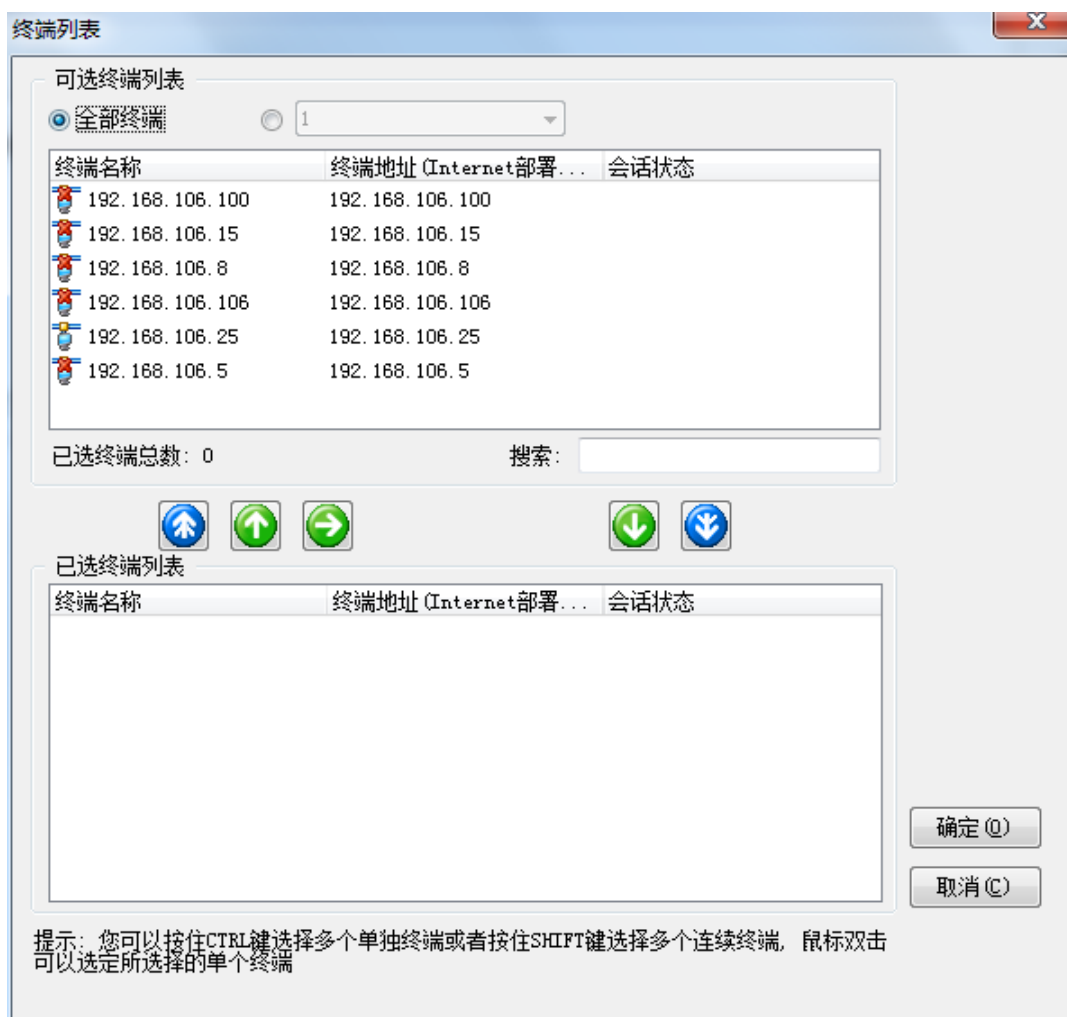 终端列表
可选终端列表
全部终端 1
终端名称 终端地址(Internet部署... 会话状态
192.168.106.100 192.168.106.100
192.168.106.15 192.168.106.15
192.168.106.8 192.168.106.8
192.168.106.106 192.168.106.106
192.168.106.25 192.168.106.25
192.168.106.5 192.168.106.5
已选终端总数: 0 搜索:
已选终端列表
终端名称 终端地址(Internet部署... 会话状态
确定(O)
取消(C)
提示: 您可以按住CTRL键选择多个单独终端或者按住SHIFT键选择多个连续终端, 鼠标双击
可以选定所选择的单个终端